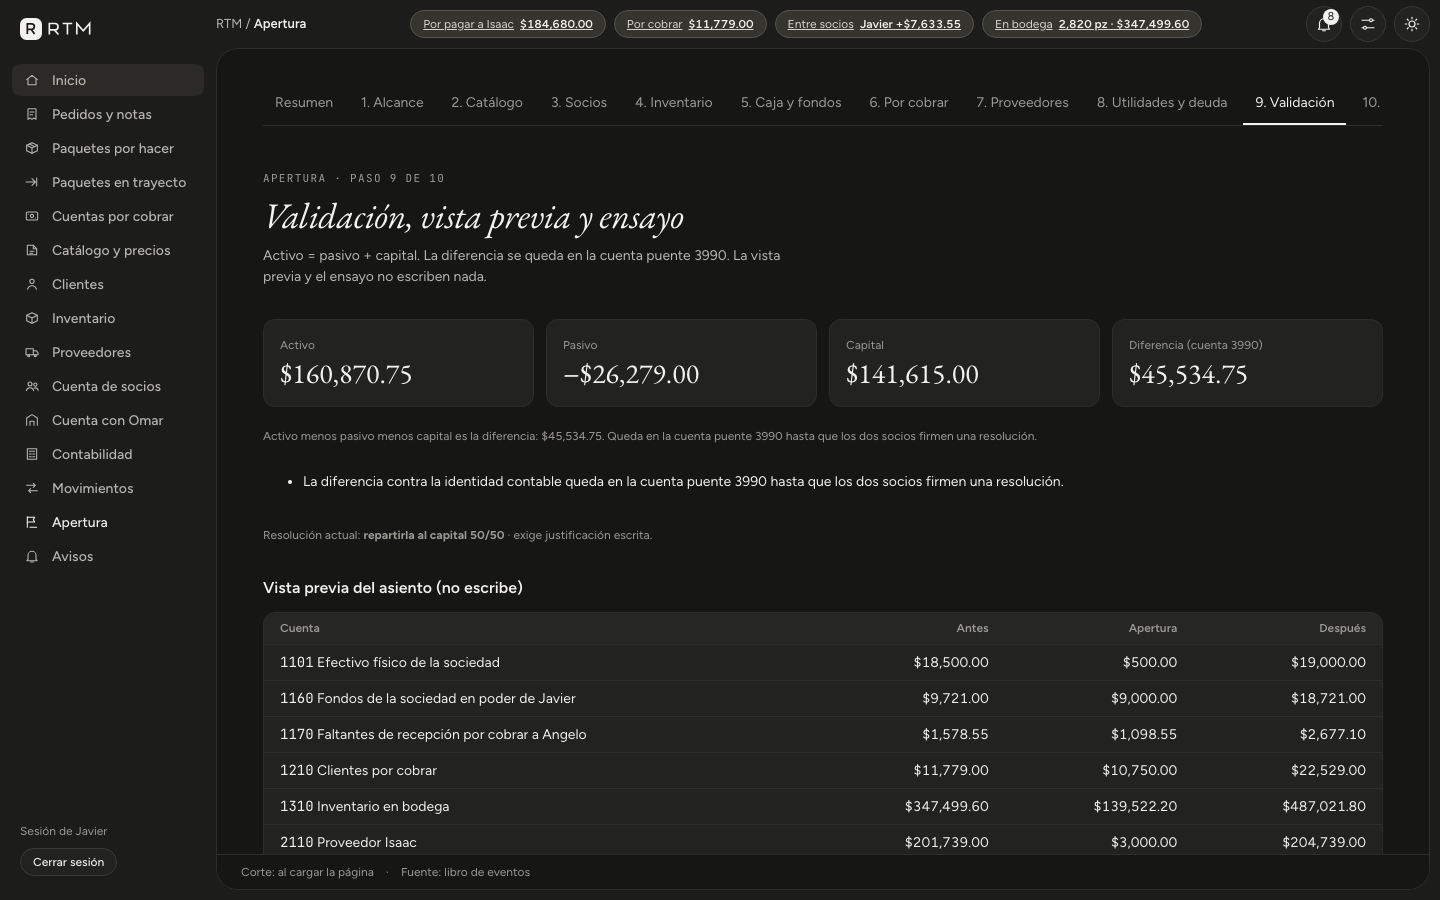 R RTM
RTM / Apertura
Por pagar a Isaac $184,680.00
Por cobrar $11,779.00
Entre socios Javier +$7,633.55
En bodega 2,820 pz · $347,499.60
8
Inicio
Pedidos y notas
Paquetes por hacer
Paquetes en trayecto
Cuentas por cobrar
Catálogo y precios
Clientes
Inventario
Proveedores
Cuenta de socios
Cuenta con Omar
Contabilidad
Movimientos
Apertura
Avisos
Sesión de Javier
Cerrar sesión
Resumen 1. Alcance 2. Catálogo 3. Socios 4. Inventario 5. Caja y fondos 6. Por cobrar 7. Proveedores 8. Utilidades y deuda 9. Validación 10.
APERTURA · PASO 9 DE 10
Validación, vista previa y ensayo
Activo = pasivo + capital. La diferencia se queda en la cuenta puente 3990. La vista
previa y el ensayo no escriben nada.
Activo
$160,870.75
Pasivo
−$26,279.00
Capital
$141,615.00
Diferencia (cuenta 3990)
$45,534.75
Activo menos pasivo menos capital es la diferencia: $45,534.75. Queda en la cuenta puente 3990 hasta que los dos socios firmen una resolución.
• La diferencia contra la identidad contable queda en la cuenta puente 3990 hasta que los dos socios firmen una resolución.
Resolución actual: repartirla al capital 50/50 · exige justificación escrita.
Vista previa del asiento (no escribe)
Cuenta Antes Apertura Después
1101 Efectivo físico de la sociedad $18,500.00 $500.00 $19,000.00
1160 Fondos de la sociedad en poder de Javier $9,721.00 $9,000.00 $18,721.00
1170 Faltantes de recepción por cobrar a Angelo $1,578.55 $1,098.55 $2,677.10
1210 Clientes por cobrar $11,779.00 $10,750.00 $22,529.00
1310 Inventario en bodega $347,499.60 $139,522.20 $487,021.80
2110 Proveedor Isaac $201,739.00 $3,000.00 $204,739.00
Corte: al cargar la página · Fuente: libro de eventos